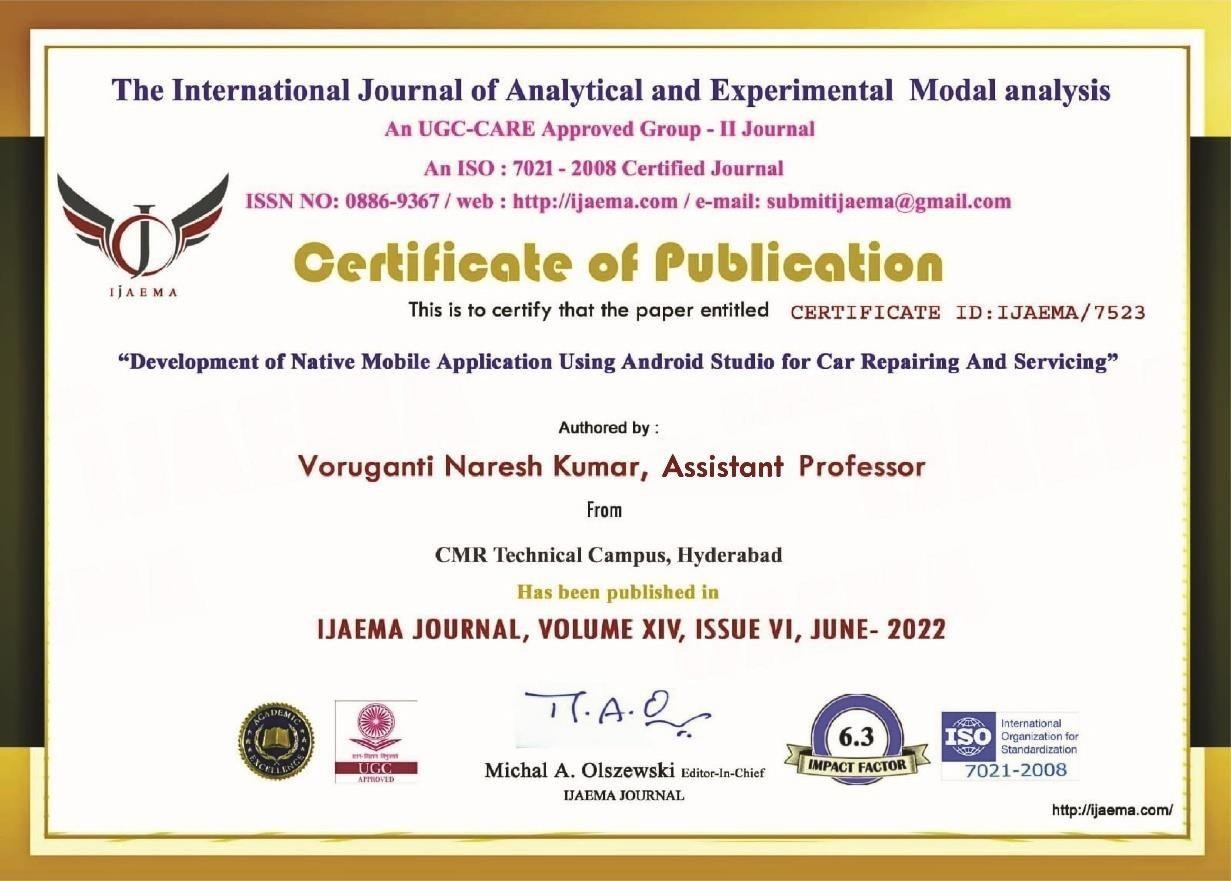 The International Journal of Analytical and Experimental Modal analysis
An UGC-CARE Approved Group - II Journal
An ISO : 7021 - 2008 Certified Journal
ISSN NO: 0886-9367 / web : http://ijaema.com / e-mail: submitijaema@gmail.com
IJAEMA
Certificate of Publication
This is to certify that the paper entitled CERTIFICATE ID:IJAEMA/7523
“Development of Native Mobile Application Using Android Studio for Car Repairing And Servicing”
Authored by :
Voruganti Naresh Kumar, Assistant Professor
From
CMR Technical Campus, Hyderabad
Has been published in
IJAEMA JOURNAL, VOLUME XIV, ISSUE VI, JUNE- 2022
ACADEMIC
EXCELLENCE
UGC
APPROVED
Michal A. Olszewski Editor-In-Chief
IJAEMA JOURNAL
6.3
IMPACT FACTOR
ISO
International
Organization for
Standardization
7021-2008
http://ijaema.com/